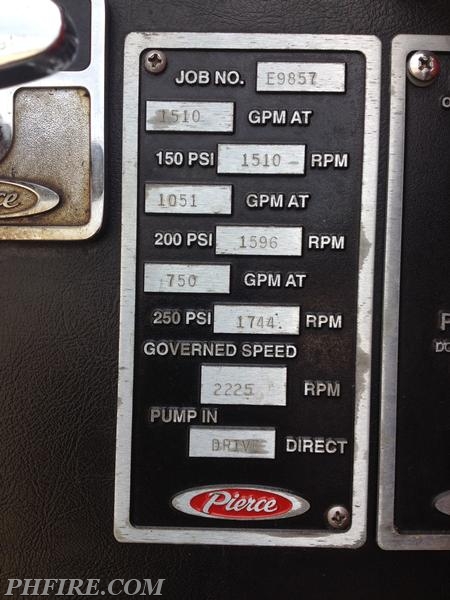 JOB NO. E9857
1510 GPM AT
150 PSI 1510 RPM
1051 GPM AT
200 PSI 1596 RPM
750 GPM AT
250 PSI 1744 RPM
GOVERNED SPEED
2225 RPM
PUMP IN
DRIVE DIRECT
Pierce
PHFIRE.COM